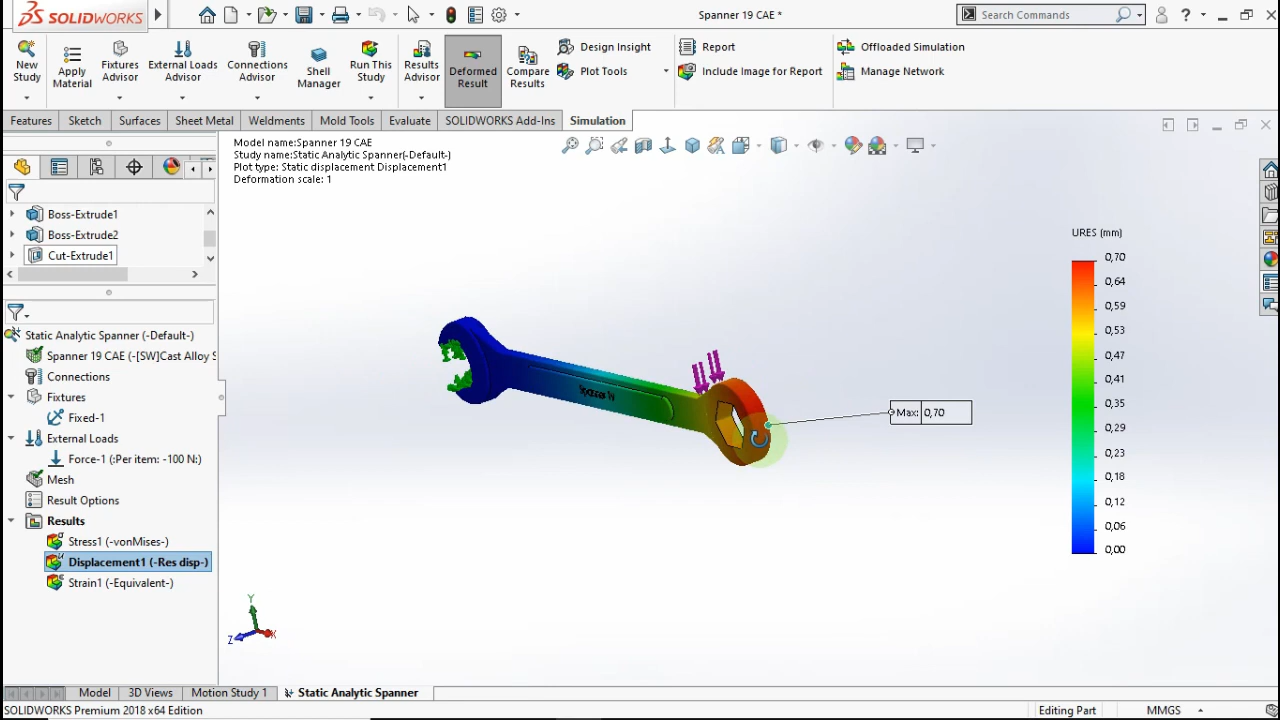 SOLIDWORKS
Spanner 19 CAE *
Search Commands
?
New Study
Apply Material
Fixtures Advisor
External Loads Advisor
Connections Advisor
Shell Manager
Run This Study
Results Advisor
Deformed Result
Compare Results
Design Insight
Plot Tools
Report
Include Image for Report
Offloaded Simulation
Manage Network
Features
Sketch
Surfaces
Sheet Metal
Weldments
Mold Tools
Evaluate
SOLIDWORKS Add-Ins
Simulation
Boss-Extrude1
Boss-Extrude2
Cut-Extrude1
Static Analytic Spanner (-Default-)
Spanner 19 CAE (-[SW]Cast Alloy S
Connections
Fixtures
Fixed-1
External Loads
Force-1 (:Per item: -100 N:)
Mesh
Result Options
Results
Stress1 (-vonMises-)
Displacement1 (-Res disp-)
Strain1 (-Equivalent-)
Model name:Spanner 19 CAE
Study name:Static Analytic Spanner(-Default-)
Plot type: Static displacement Displacement1
Deformation scale: 1
Max: 0,70
URES (mm)
0,70
0,64
0,59
0,53
0,47
0,41
0,35
0,29
0,23
0,18
0,12
0,06
0,00
Y
Z
X
Model
3D Views
Motion Study 1
Static Analytic Spanner
SOLIDWORKS Premium 2018 x64 Edition
Editing Part
MMGS